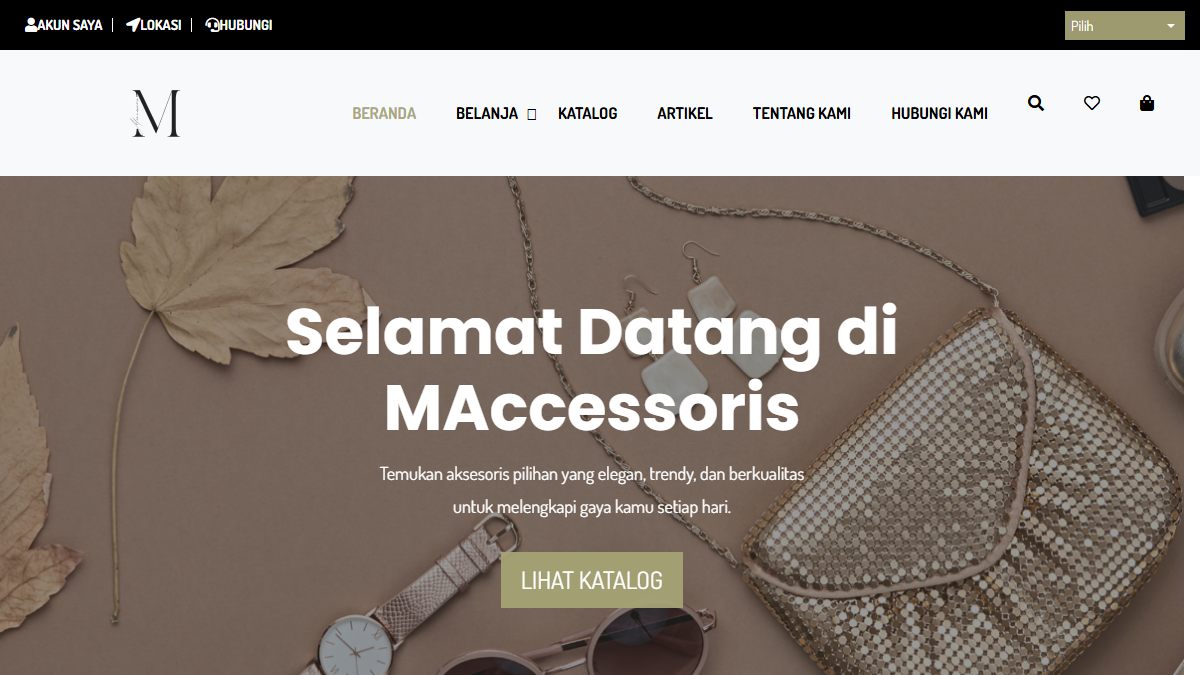 AKUN SAYA
LOKASI
HUBUNGI
Pilih
M
BERANDA
BELANJA
KATALOG
ARTIKEL
TENTANG KAMI
HUBUNGI KAMI
Selamat Datang di
MAccessoris
Temukan aksesoris pilihan yang elegan, trendy, dan berkualitas
untuk melengkapi gaya kamu setiap hari.
LIHAT KATALOG